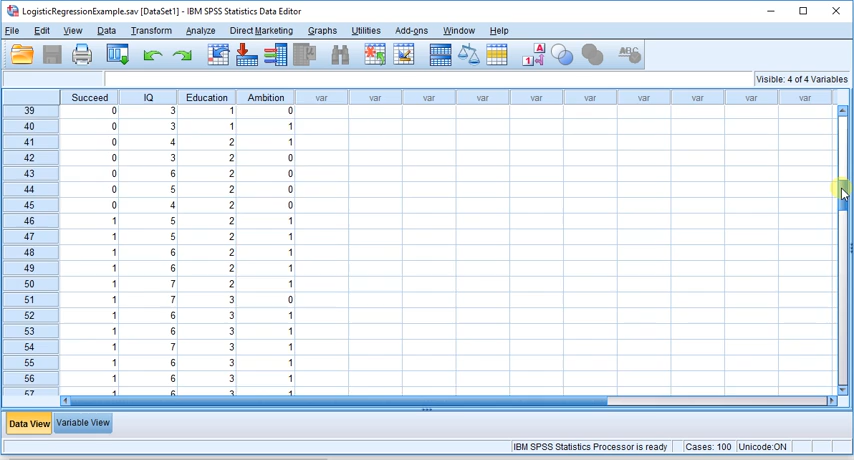 LogisticRegressionExample.sav [DataSet1] - IBM SPSS Statistics Data Editor
File Edit View Data Transform Analyze Direct Marketing Graphs Utilities Add-ons Window Help
Visible: 4 of 4 Variables
Succeed IQ Education Ambition var var var var var var var var var var
39 0 3 1 0
40 0 3 1 1
41 0 4 2 1
42 0 3 2 0
43 0 6 2 0
44 0 5 2 0
45 0 4 2 0
46 1 5 2 1
47 1 5 2 1
48 1 6 2 1
49 1 6 2 1
50 1 7 2 1
51 1 7 3 0
52 1 6 3 1
53 1 6 3 1
54 1 7 3 1
55 1 6 3 1
56 1 6 3 1
57 1 6 3 1
Data View Variable View
IBM SPSS Statistics Processor is ready Cases: 100 Unicode:ON